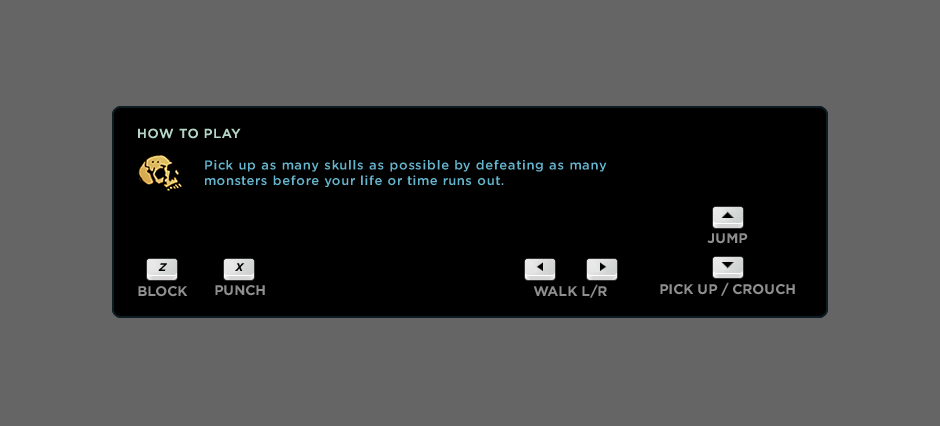 HOW TO PLAY
Pick up as many skulls as possible by defeating as many
monsters before your life or time runs out.
JUMP
Z X
BLOCK PUNCH WALK L/R PICK UP / CROUCH